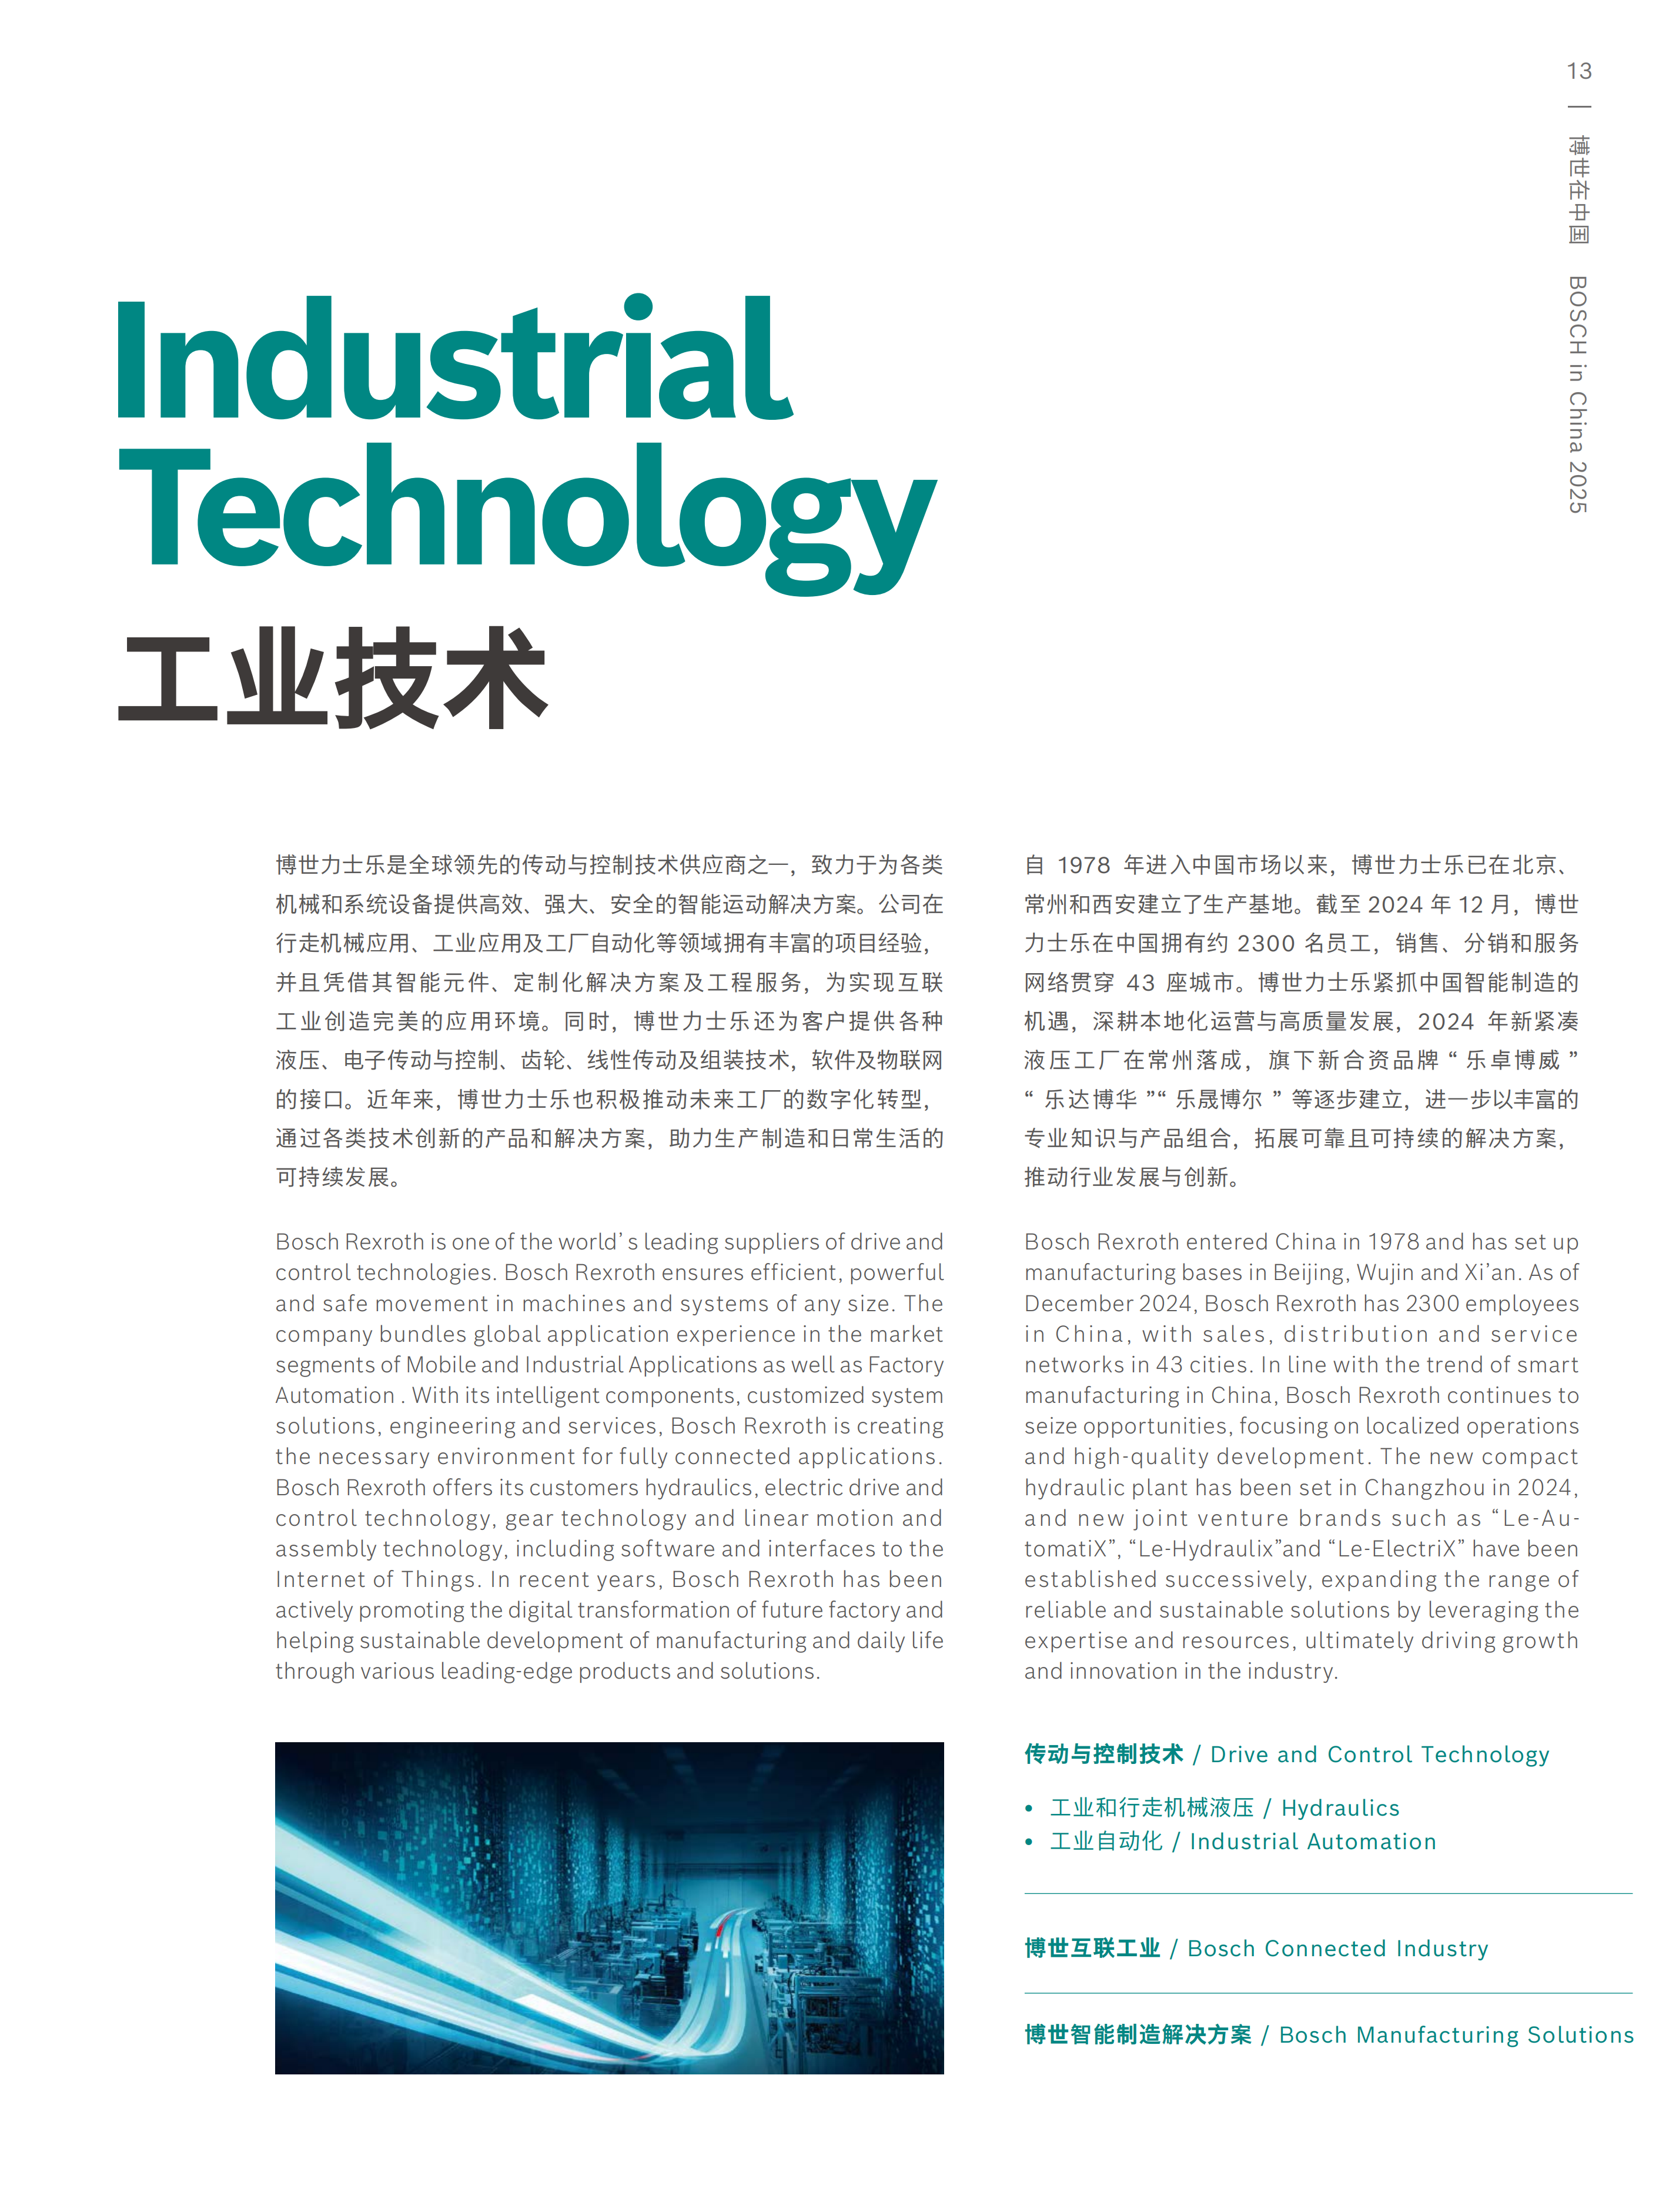 13
博世在中国 BOSCH in China 2025
Industrial
Technology
工业技术
博世力士乐是全球领先的传动与控制技术供应商之一，致力于为各类
机械和系统设备提供高效、强大、安全的智能运动解决方案。公司在
行走机械应用、工业应用及工厂自动化等领域拥有丰富的项目经验，
并且凭借其智能元件、定制化解决方案及工程服务，为实现互联
工业创造完美的应用环境。同时，博世力士乐还为客户提供各种
液压、电子传动与控制、齿轮、线性传动及组装技术，软件及物联网
的接口。近年来，博世力士乐也积极推动未来工厂的数字化转型，
通过各类技术创新的产品和解决方案，助力生产制造和日常生活的
可持续发展。
Bosch Rexroth is one of the world’s leading suppliers of drive and
control technologies. Bosch Rexroth ensures efficient, powerful
and safe movement in machines and systems of any size. The
company bundles global application experience in the market
segments of Mobile and Industrial Applications as well as Factory
Automation . With its intelligent components, customized system
solutions, engineering and services, Bosch Rexroth is creating
the necessary environment for fully connected applications.
Bosch Rexroth offers its customers hydraulics, electric drive and
control technology, gear technology and linear motion and
assembly technology, including software and interfaces to the
Internet of Things. In recent years, Bosch Rexroth has been
actively promoting the digital transformation of future factory and
helping sustainable development of manufacturing and daily life
through various leading-edge products and solutions.
自 1978 年进入中国市场以来，博世力士乐已在北京、
常州和西安建立了生产基地。截至 2024 年 12 月，博世
力士乐在中国拥有约 2300 名员工，销售、分销和服务
网络贯穿 43 座城市。博世力士乐紧抓中国智能制造的
机遇，深耕本地化运营与高质量发展，2024 年新紧凑
液压工厂在常州落成，旗下新合资品牌“乐卓博威”
“乐达博华”“乐晟博尔”等逐步建立，进一步以丰富的
专业知识与产品组合，拓展可靠且可持续的解决方案，
推动行业发展与创新。
Bosch Rexroth entered China in 1978 and has set up
manufacturing bases in Beijing, Wujin and Xi’an. As of
December 2024, Bosch Rexroth has 2300 employees
in China, with sales, distribution and service
networks in 43 cities. In line with the trend of smart
manufacturing in China, Bosch Rexroth continues to
seize opportunities, focusing on localized operations
and high-quality development. The new compact
hydraulic plant has been set in Changzhou in 2024,
and new joint venture brands such as “Le-Au-
tomatiX”, “Le-Hydraulix”and “Le-ElectriX” have been
established successively, expanding the range of
reliable and sustainable solutions by leveraging the
expertise and resources, ultimately driving growth
and innovation in the industry.
传动与控制技术 / Drive and Control Technology
• 工业和行走机械液压 / Hydraulics
• 工业自动化 / Industrial Automation
博世互联工业 / Bosch Connected Industry
博世智能制造解决方案 / Bosch Manufacturing Solutions